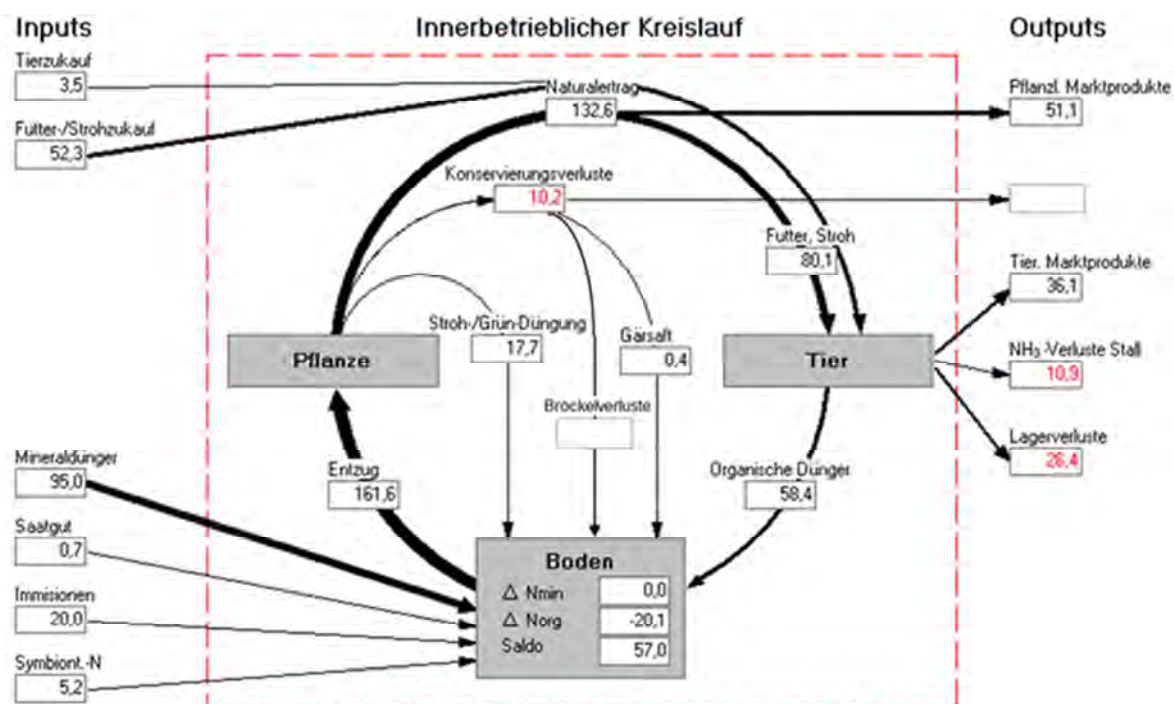 Inputs
Innerbetrieblicher Kreislauf
Outputs
Tierzukauf
3,5
Futter-/Strohzukauf
52,3
Naturalertrag
132,6
Pflanzl. Marktprodukte
51,1
Konservierungsverluste
10,2
Futter, Stroh
80,1
Tier. Marktprodukte
36,1
Stroh-/Grün-Düngung
17,7
Gärsaft
0,4
Pflanze
Tier
NH₃-Verluste Stall
10,9
Bröckelverluste
Lagerverluste
26,4
Mineraldünger
95,0
Entzug
161,6
Organische Dünger
58,4
Saatgut
0,7
Boden
Δ Nmin 0,0
Δ Norg -20,1
Saldo 57,0
Immisionen
20,0
Symbiont.-N
5,2